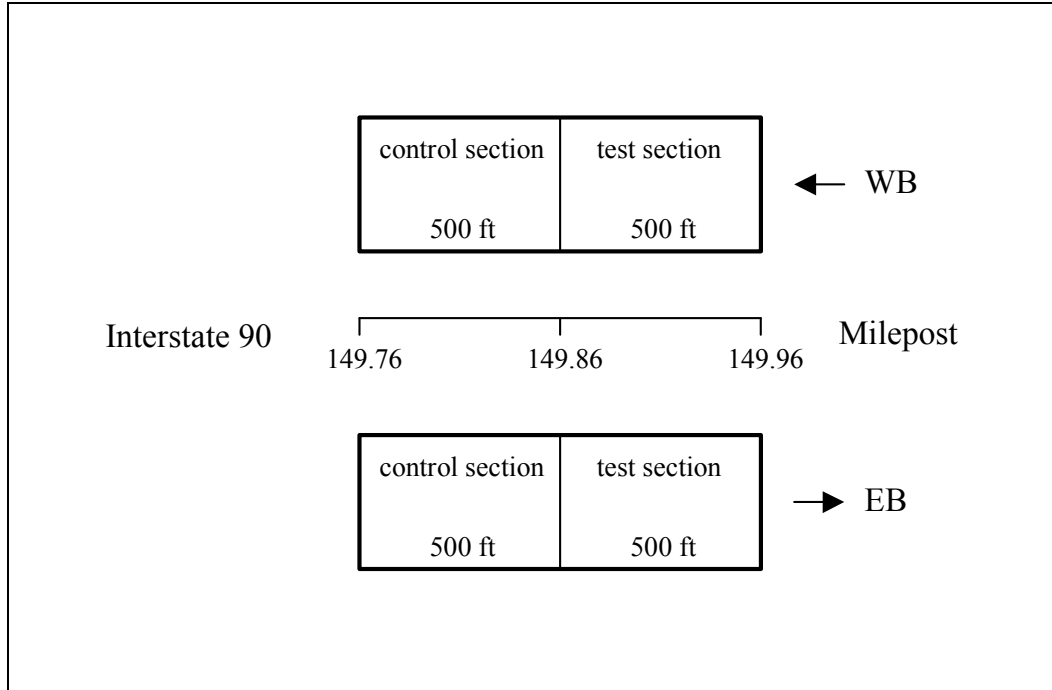 control section test section
WB
500 ft 500 ft
Interstate 90
Milepost
149.76 149.86 149.96
control section test section
EB
500 ft 500 ft